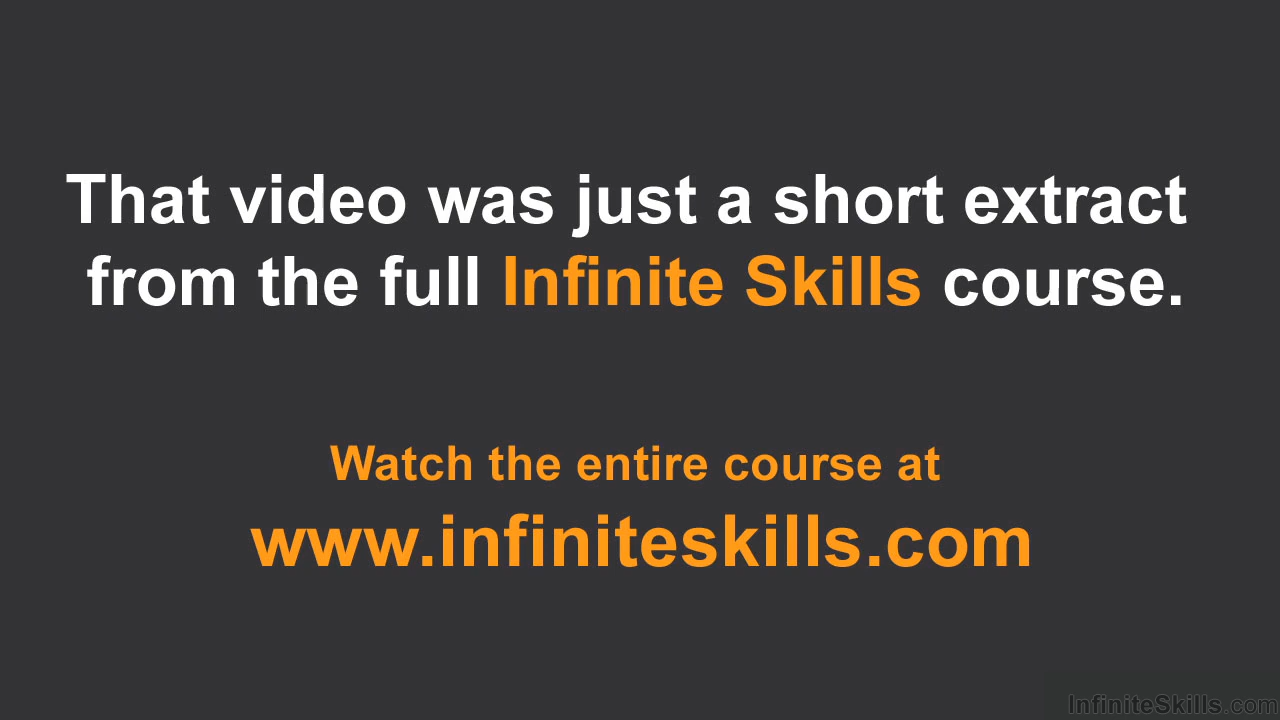 That video was just a short extract
from the full Infinite Skills course.
Watch the entire course at
www.infiniteskills.com
InfiniteSkills.com